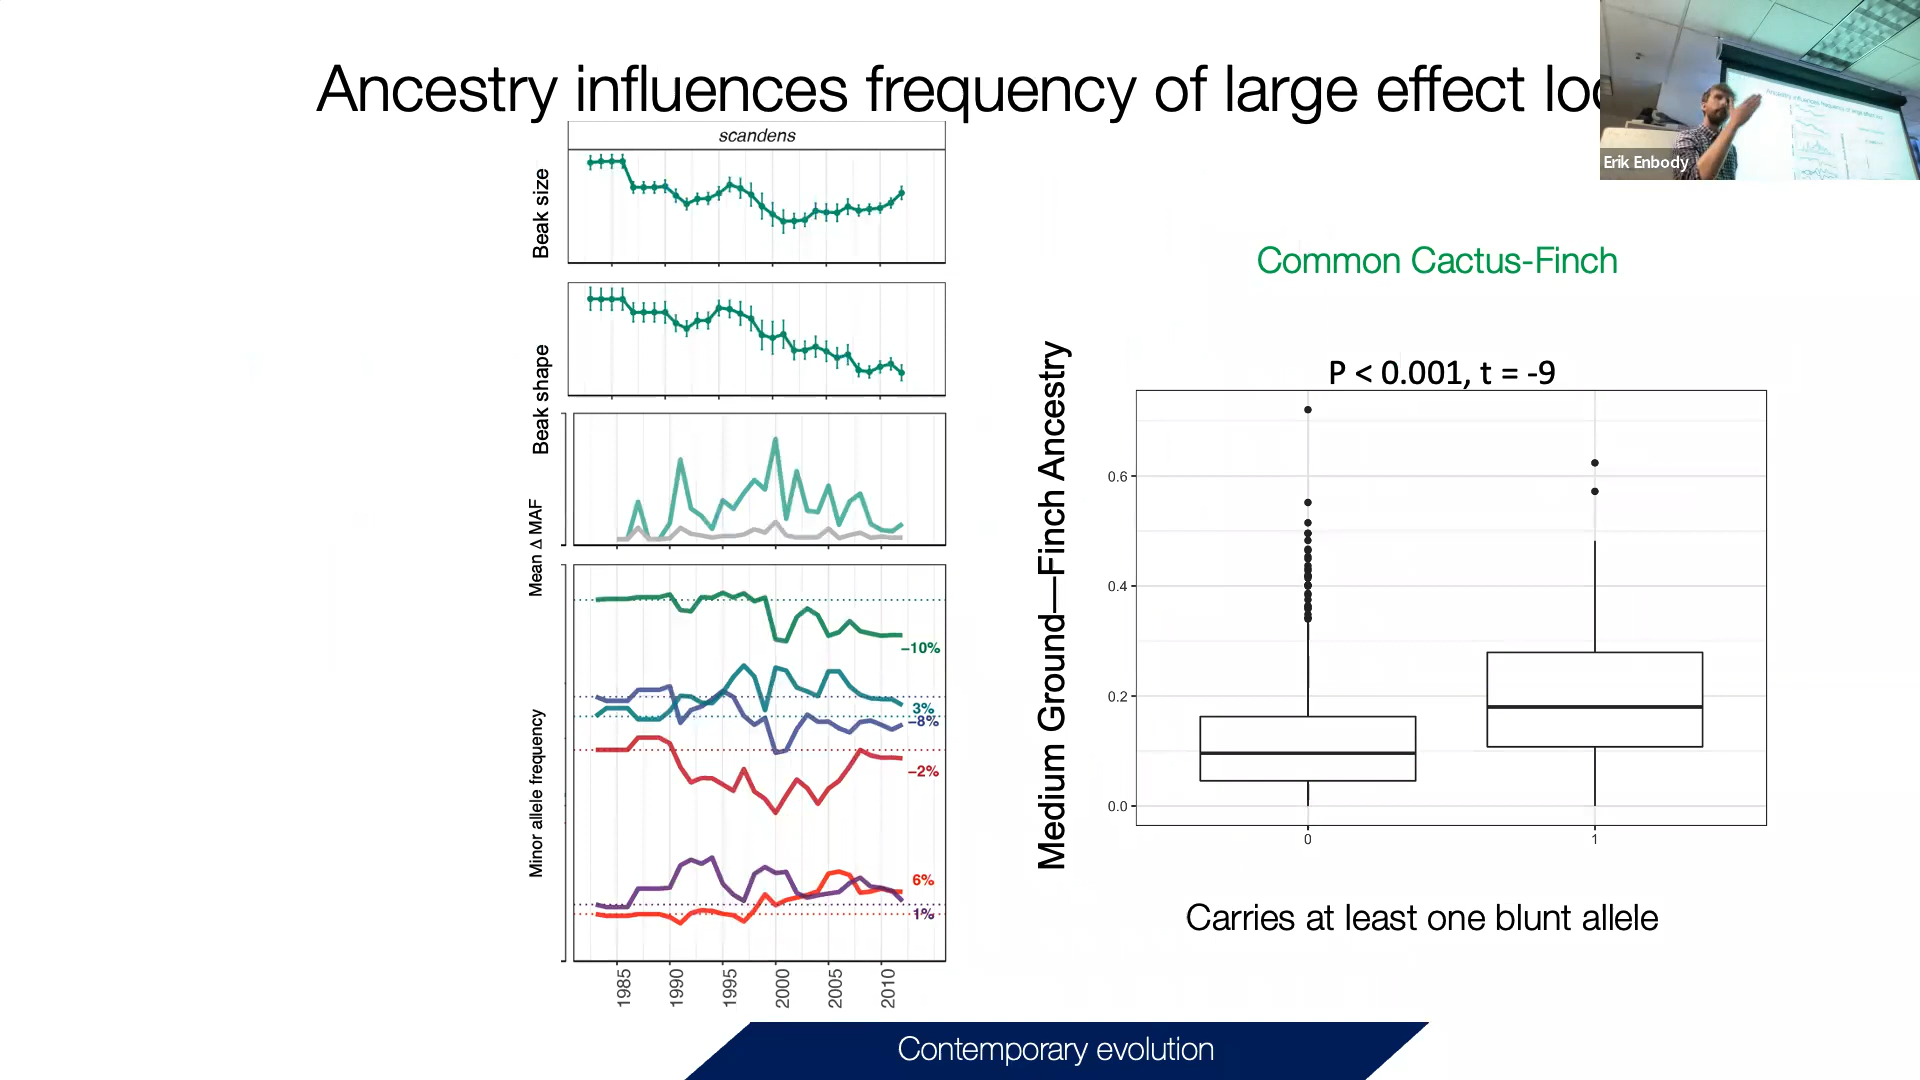 Ancestry influences frequency of large effect loc
Erik Enbody
scandens
Beak size
Beak shape
Mean Δ MAF
Minor allele frequency
−10%
3%
−8%
−2%
6%
1%
1985
1990
1995
2000
2005
2010
Common Cactus-Finch
P < 0.001, t = -9
Medium Ground—Finch Ancestry
0.6
0.4
0.2
0.0
0
1
Carries at least one blunt allele
Contemporary evolution